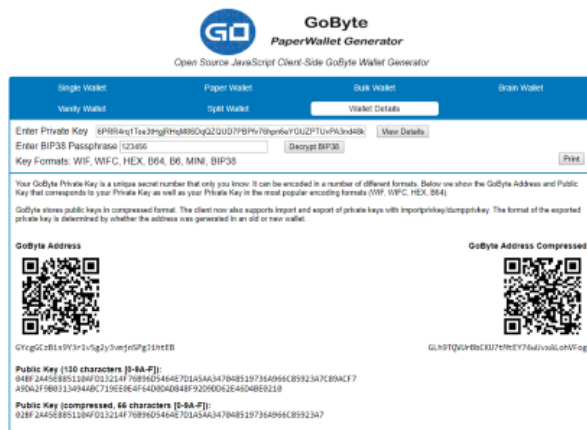 GO
GoByte
PaperWallet Generator
Open Source JavaScript Client-Side GoByte Wallet Generator
Single Wallet Paper Wallet Bulk Wallet Brain Wallet
Vanity Wallet Split Wallet Wallet Details
Enter Private Key View Details
Enter BIP38 Passphrase 123456 Decrypt BIP38
Key Formats: WIF, WIFC, HEX, B64, B6, MINI, BIP38
Print
Your GoByte Private Key is a unique secret number that only you know. It can be encoded in a number of different formats. Below we show the GoByte Address and Public
Key that corresponds to your Private Key as well as your Private Key in the most popular encoding formats (WIF, WIFC, HEX, B64).
GoByte stores public keys in compressed format. The client now also supports import and export of private keys with importprivkey/dumpprivkey. The format of the exported
private key is determined by whether the address was generated in an old or new wallet.
GoByte Address GoByte Address Compressed
Public Key (130 characters [0-9A-F]):
Public Key (compressed, 66 characters [0-9A-F]):